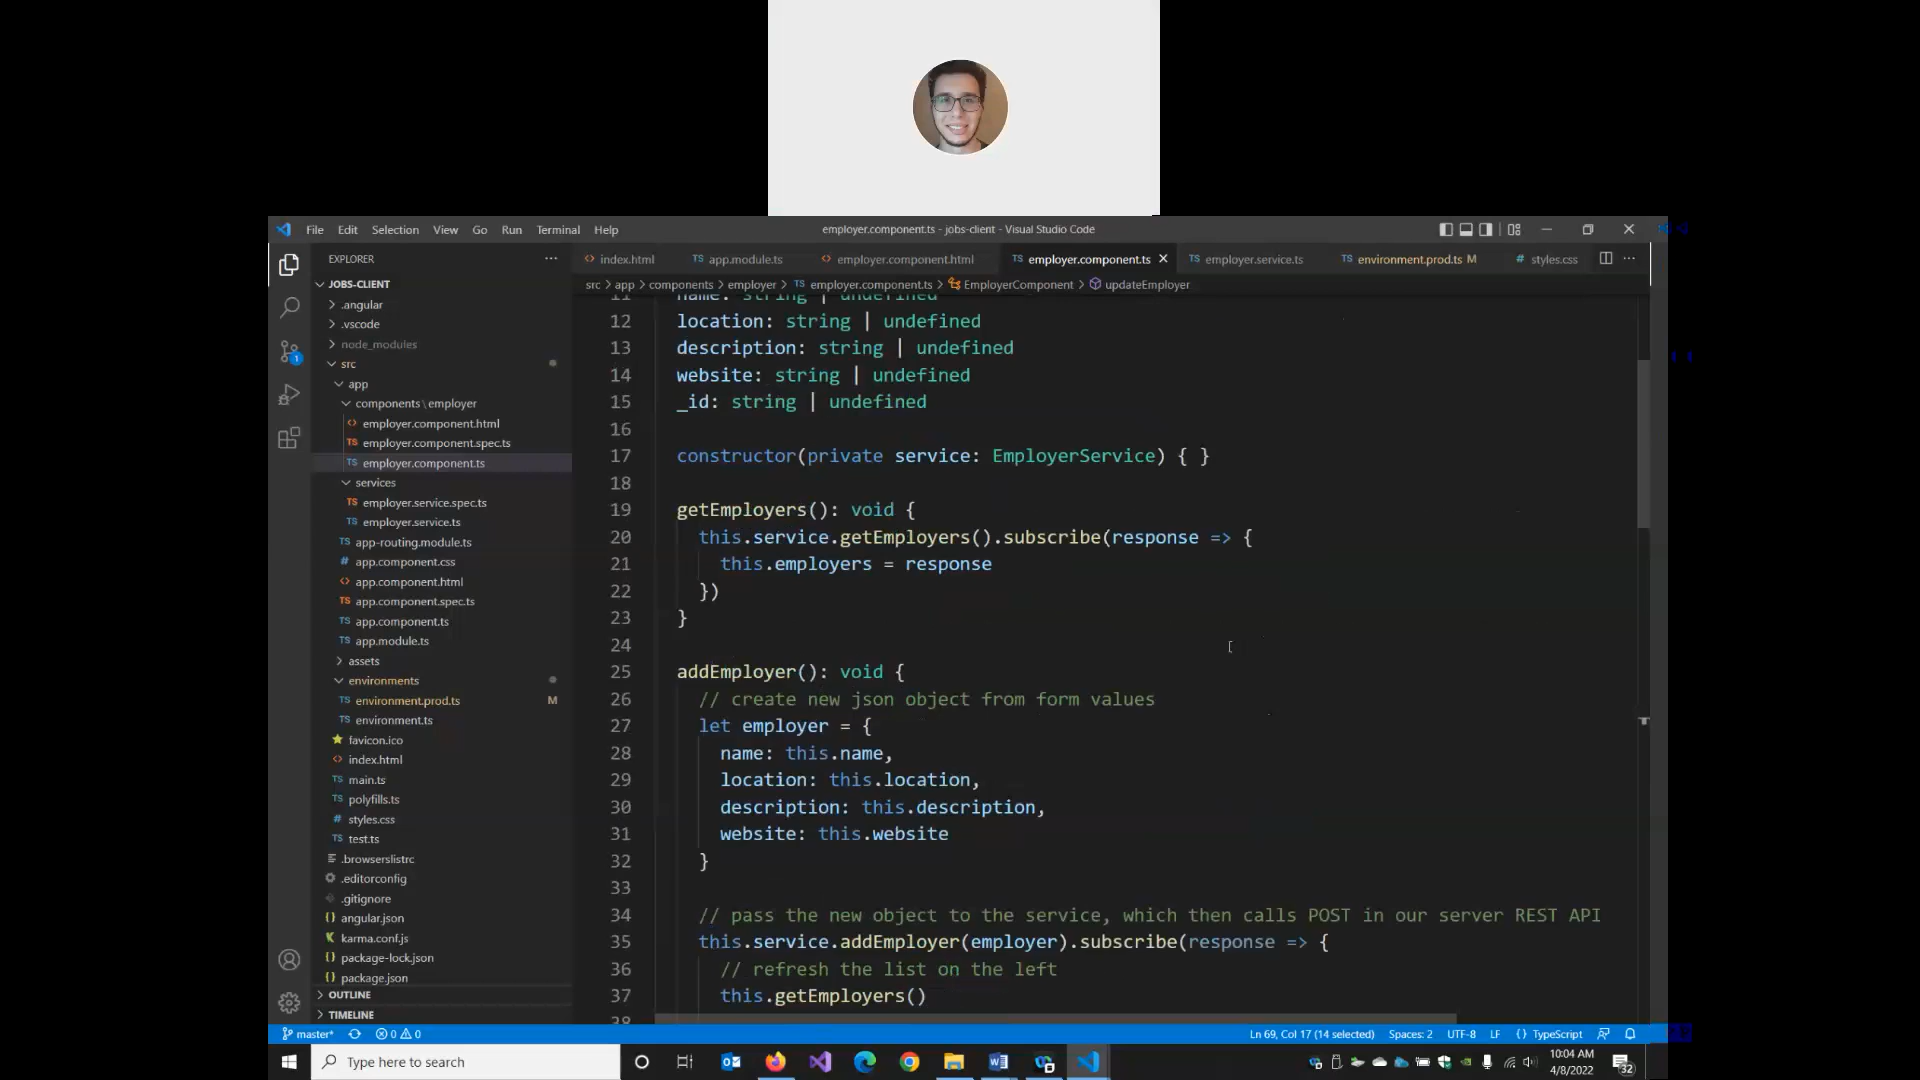 File Edit Selection View Go Run Terminal Help
employer.component.ts - jobs-client - Visual Studio Code
EXPLORER
index.html
app.module.ts
employer.component.html
employer.component.ts
employer.service.ts
environment.prod.ts M
styles.css
src > app > components > employer > TS employer.component.ts > EmployerComponent > updateEmployer
JOBS-CLIENT
.angular
.vscode
node_modules
src
app
components \ employer
employer.component.html
employer.component.spec.ts
employer.component.ts
services
employer.service.spec.ts
employer.service.ts
app-routing.module.ts
app.component.css
app.component.html
app.component.spec.ts
app.component.ts
app.module.ts
assets
environments
environment.prod.ts M
environment.ts
favicon.ico
index.html
main.ts
polyfills.ts
styles.css
test.ts
.browserslistrc
.editorconfig
.gitignore
angular.json
karma.conf.js
package-lock.json
package.json
OUTLINE
TIMELINE
11 name: string | undefined
12 location: string | undefined
13 description: string | undefined
14 website: string | undefined
15 _id: string | undefined
16
17 constructor(private service: EmployerService) { }
18
19 getEmployers(): void {
20 this.service.getEmployers().subscribe(response => {
21 this.employers = response
22 })
23 }
24
25 addEmployer(): void {
26 // create new json object from form values
27 let employer = {
28 name: this.name,
29 location: this.location,
30 description: this.description,
31 website: this.website
32 }
33
34 // pass the new object to the service, which then calls POST in our server REST API
35 this.service.addEmployer(employer).subscribe(response => {
36 // refresh the list on the left
37 this.getEmployers()
38
master* 0 0
Ln 69, Col 17 (14 selected) Spaces: 2 UTF-8 LF { } TypeScript
Type here to search
10:04 AM
4/8/2022
32